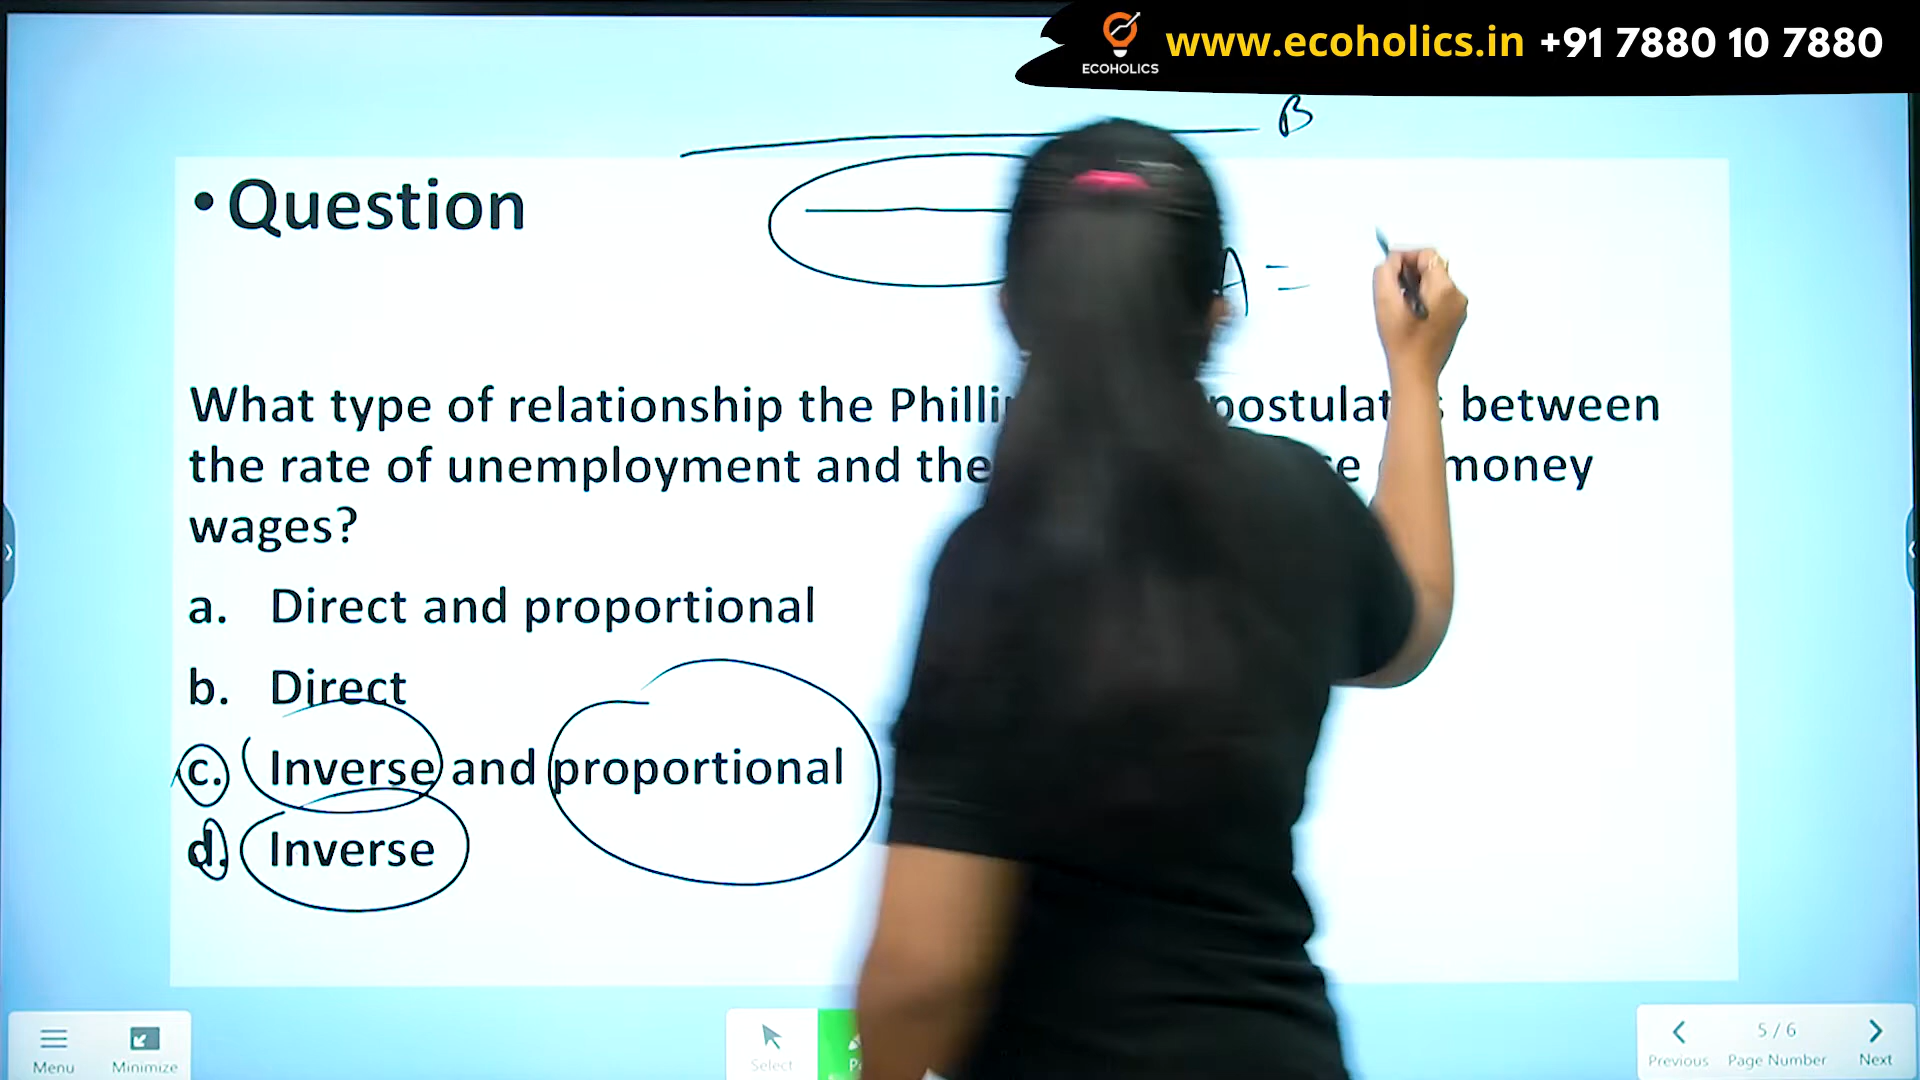 www.ecoholics.in +91 7880 10 7880
ECOHOLICS
B
• Question
A =
What type of relationship the postulates between
the rate of unemployment and the money
wages?
a. Direct and proportional
b. Direct
c. Inverse and proportional
d. Inverse
Menu
Minimize
Select
Previous
5 / 6
Page Number
Next